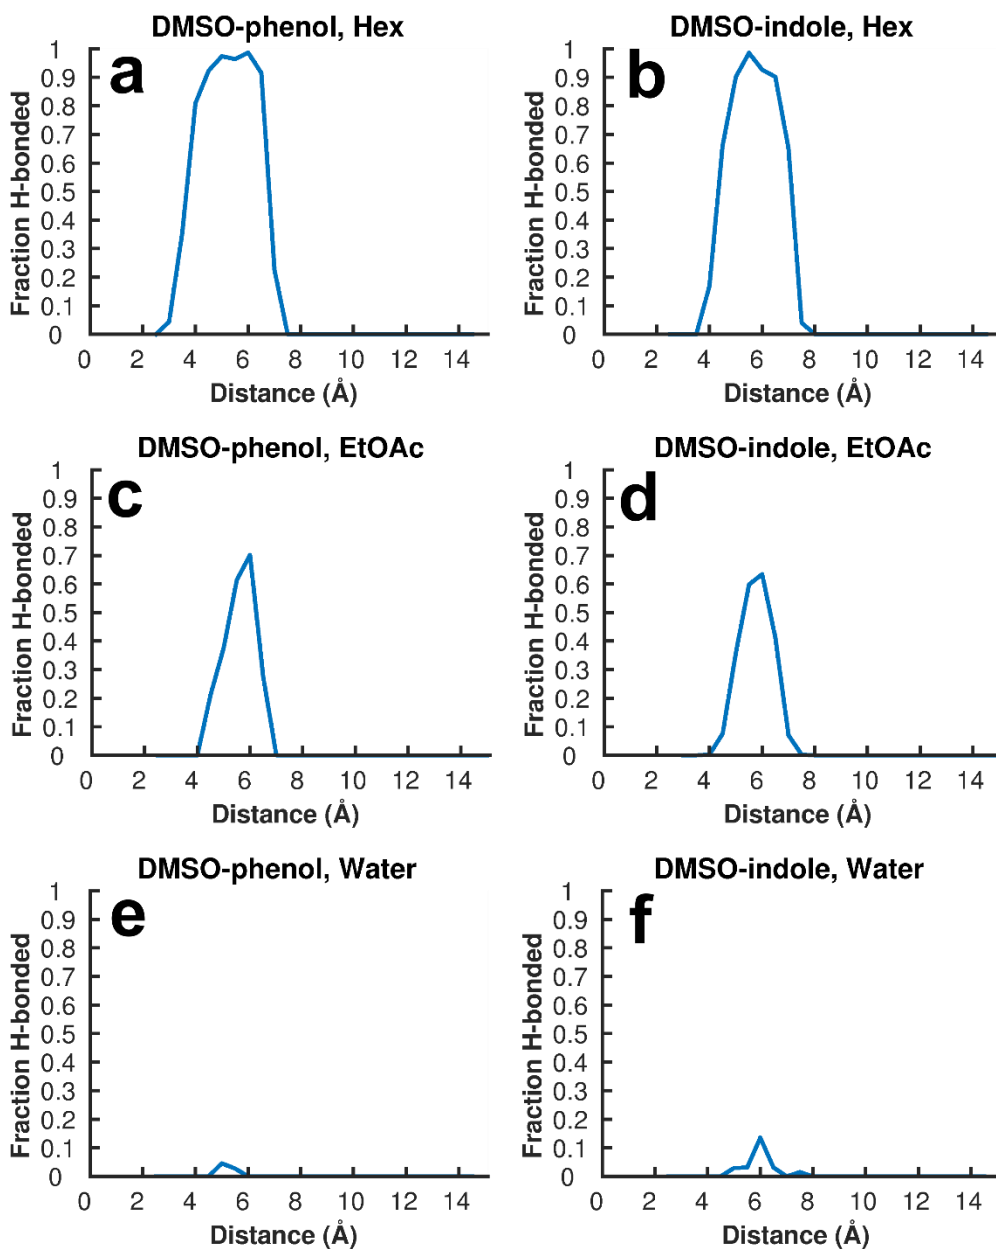 DMSO-phenol, Hex
a
Fraction H-bonded
1
0.9
0.8
0.7
0.6
0.5
0.4
0.3
0.2
0.1
0
0 2 4 6 8 10 12 14
Distance (Å)
DMSO-indole, Hex
b
Fraction H-bonded
1
0.9
0.8
0.7
0.6
0.5
0.4
0.3
0.2
0.1
0
0 2 4 6 8 10 12 14
Distance (Å)
DMSO-phenol, EtOAc
c
Fraction H-bonded
1
0.9
0.8
0.7
0.6
0.5
0.4
0.3
0.2
0.1
0
0 2 4 6 8 10 12 14
Distance (Å)
DMSO-indole, EtOAc
d
Fraction H-bonded
1
0.9
0.8
0.7
0.6
0.5
0.4
0.3
0.2
0.1
0
0 2 4 6 8 10 12 14
Distance (Å)
DMSO-phenol, Water
e
Fraction H-bonded
1
0.9
0.8
0.7
0.6
0.5
0.4
0.3
0.2
0.1
0
0 2 4 6 8 10 12 14
Distance (Å)
DMSO-indole, Water
f
Fraction H-bonded
1
0.9
0.8
0.7
0.6
0.5
0.4
0.3
0.2
0.1
0
0 2 4 6 8 10 12 14
Distance (Å)